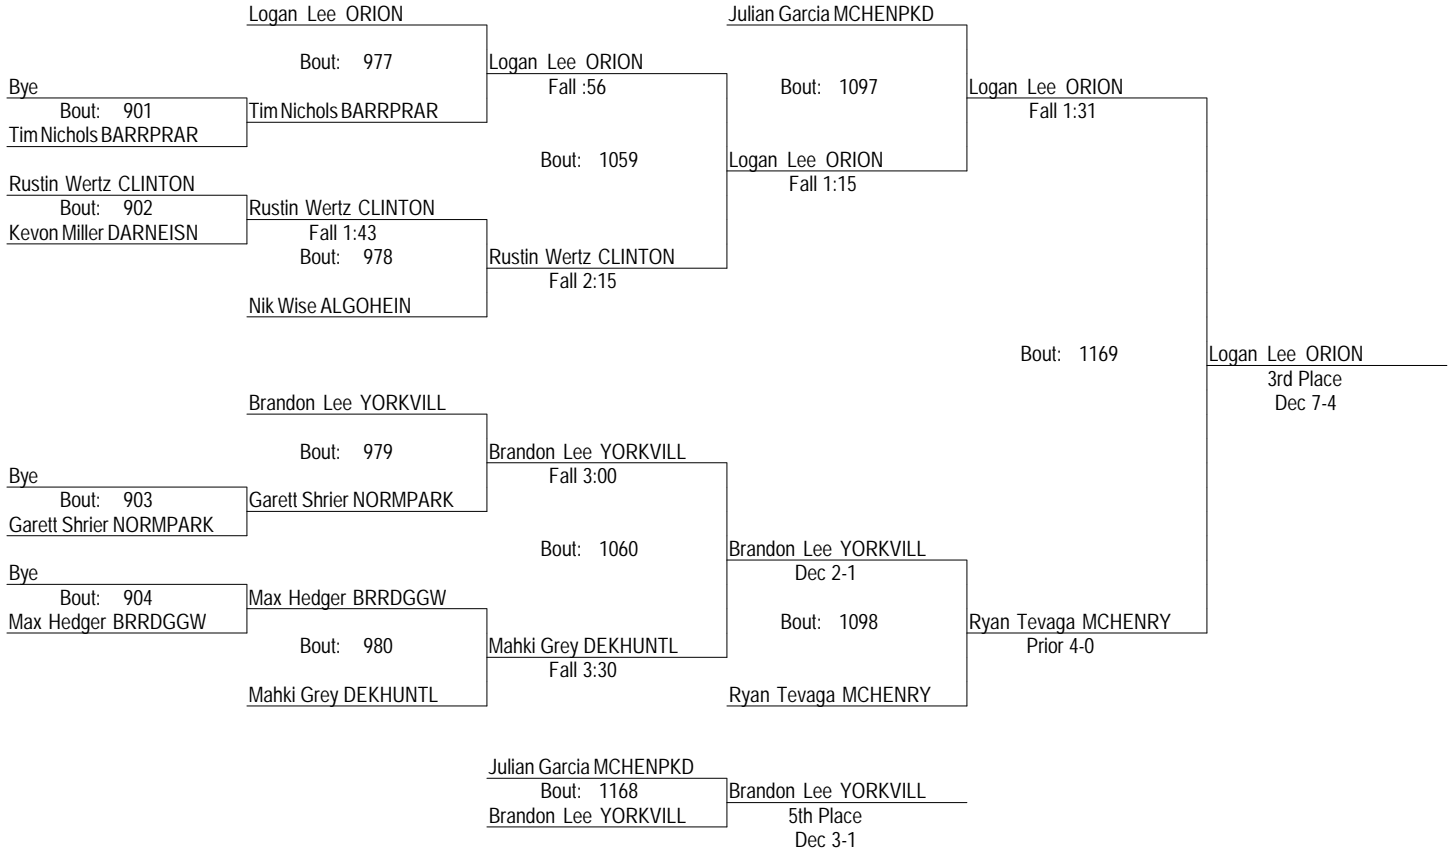 Logan Lee ORION
Julian Garcia MCHENPKD
Bout: 977
Logan Lee ORION
Fall :56
Bout: 1097
Logan Lee ORION
Fall 1:31
Bye
Bout: 901
Tim Nichols BARRPRAR
Tim Nichols BARRPRAR
Bout: 1059
Logan Lee ORION
Fall 1:15
Rustin Wertz CLINTON
Bout: 902
Kevon Miller DARNEISN
Rustin Wertz CLINTON
Fall 1:43
Bout: 978
Rustin Wertz CLINTON
Fall 2:15
Nik Wise ALGOHEIN
Bout: 1169
Logan Lee ORION
3rd Place
Dec 7-4
Brandon Lee YORKVILL
Bout: 979
Brandon Lee YORKVILL
Fall 3:00
Bye
Bout: 903
Garett Shrier NORMPARK
Garett Shrier NORMPARK
Bout: 1060
Brandon Lee YORKVILL
Dec 2-1
Bye
Bout: 904
Max Hedger BRRDGGW
Max Hedger BRRDGGW
Bout: 1098
Ryan Tevaga MCHENRY
Prior 4-0
Bout: 980
Mahki Grey DEKHUNTL
Fall 3:30
Mahki Grey DEKHUNTL
Ryan Tevaga MCHENRY
Julian Garcia MCHENPKD
Bout: 1168
Brandon Lee YORKVILL
Brandon Lee YORKVILL
5th Place
Dec 3-1